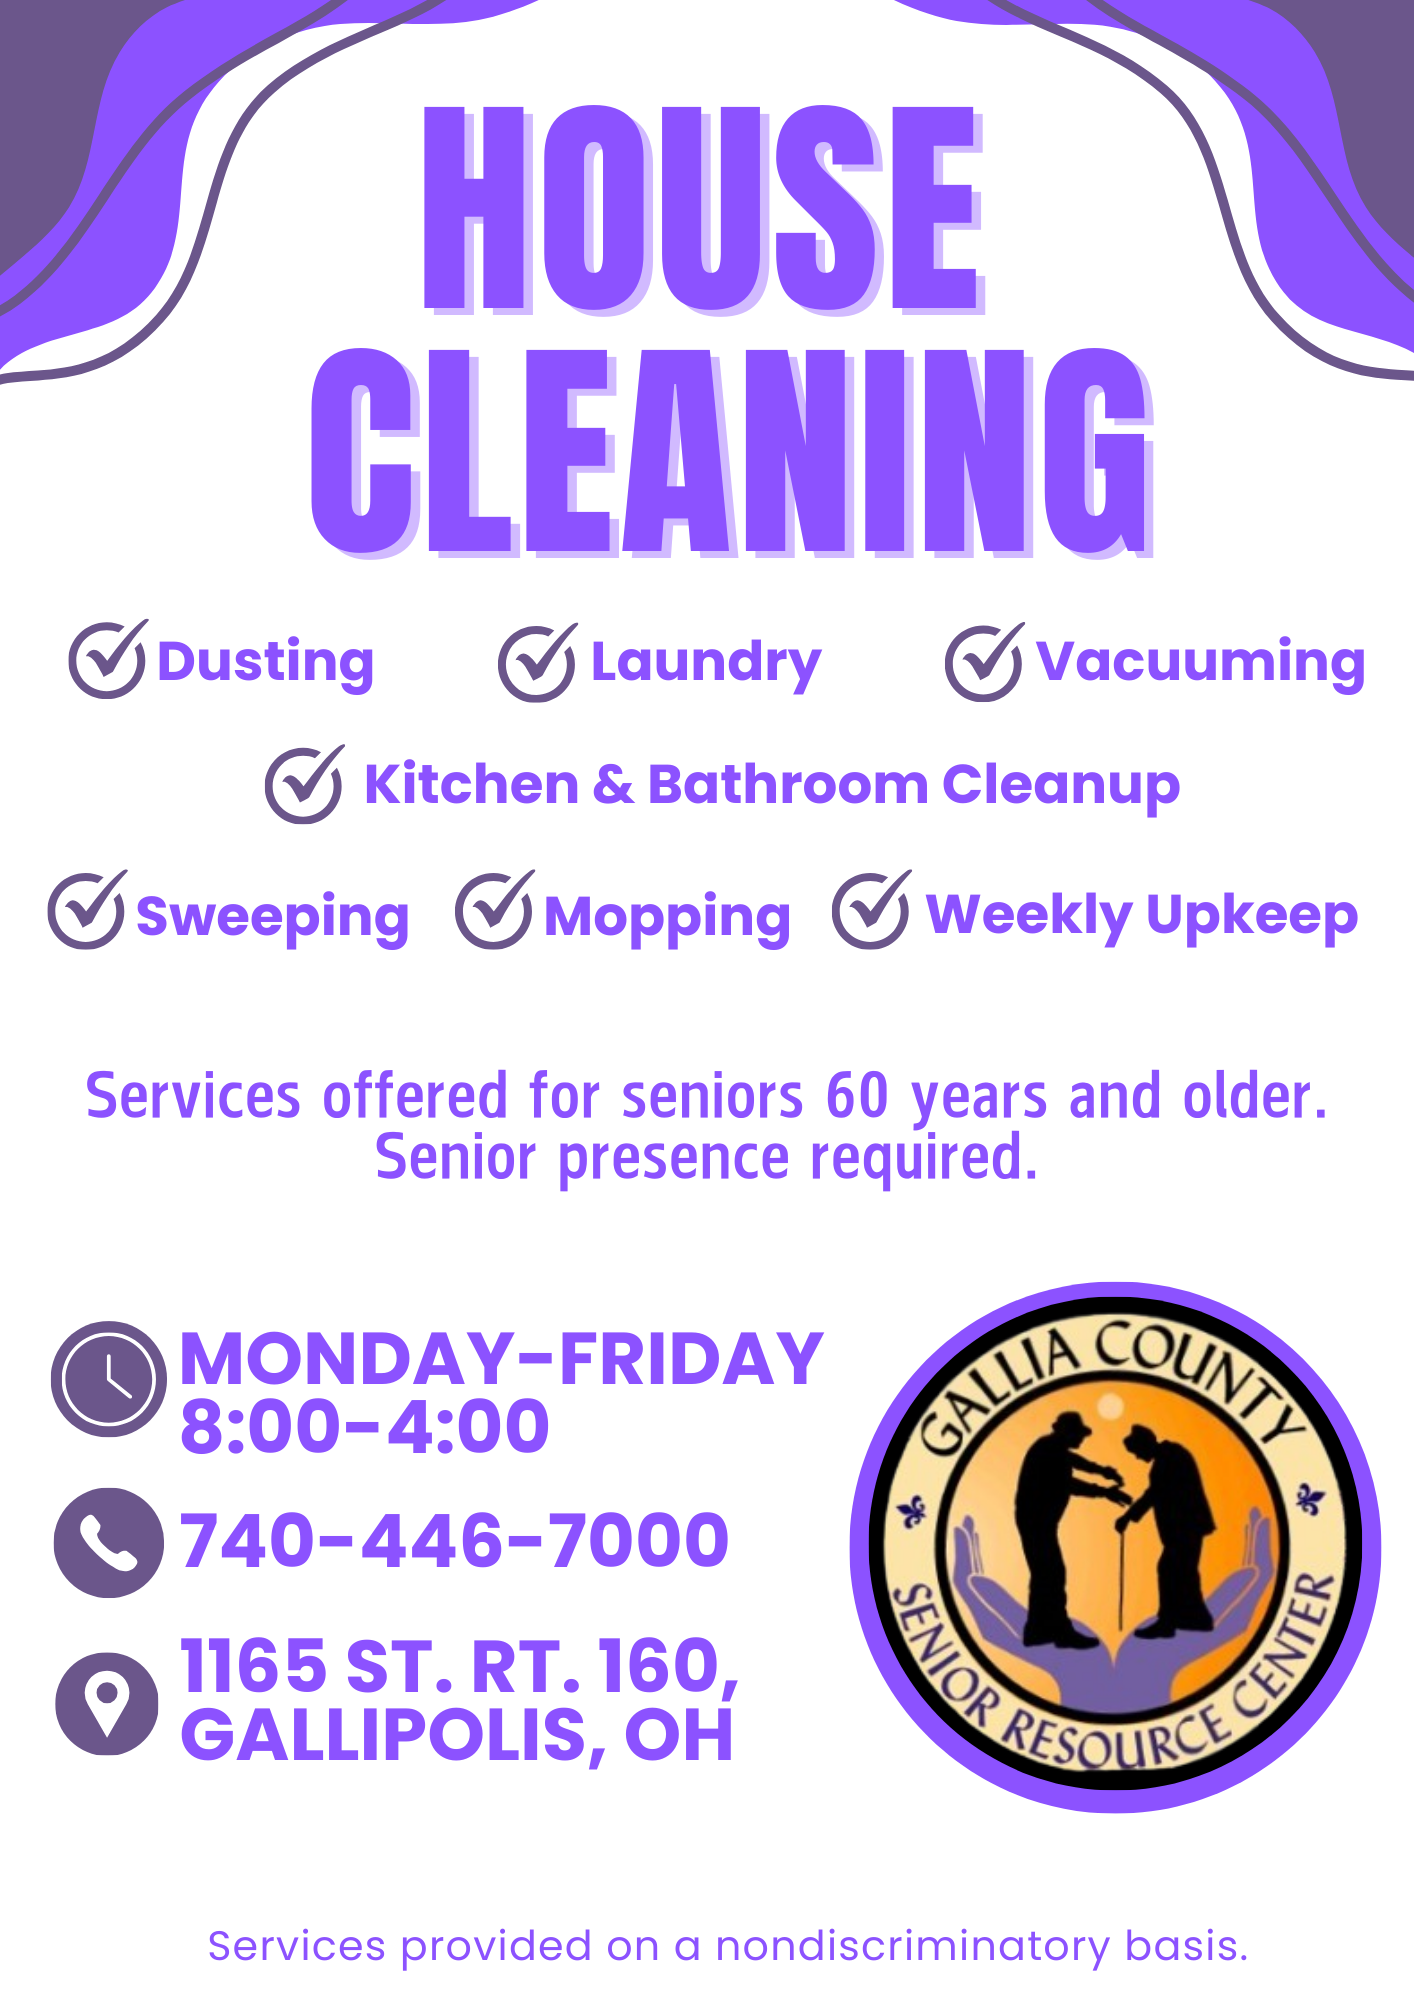 HOUSE
CLEANING
Dusting
Laundry
Vacuuming
Kitchen & Bathroom Cleanup
Sweeping
Mopping
Weekly Upkeep
Services offered for seniors 60 years and older.
Senior presence required.
MONDAY-FRIDAY
8:00-4:00
740-446-7000
1165 ST. RT. 160,
GALLIPOLIS, OH
GALLIA COUNTY
SENIOR RESOURCE CENTER
Services provided on a nondiscriminatory basis.